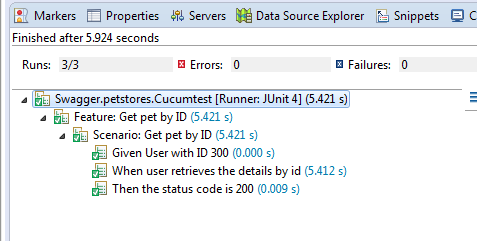 Markers Properties Servers Data Source Explorer Snippets
Finished after 5.924 seconds
Runs: 3/3 Errors: 0 Failures: 0
Swagger.petstores.Cucumtest [Runner: JUnit 4] (5.421 s)
Feature: Get pet by ID (5.421 s)
Scenario: Get pet by ID (5.421 s)
Given User with ID 300 (0.000 s)
When user retrieves the details by id (5.412 s)
Then the status code is 200 (0.009 s)